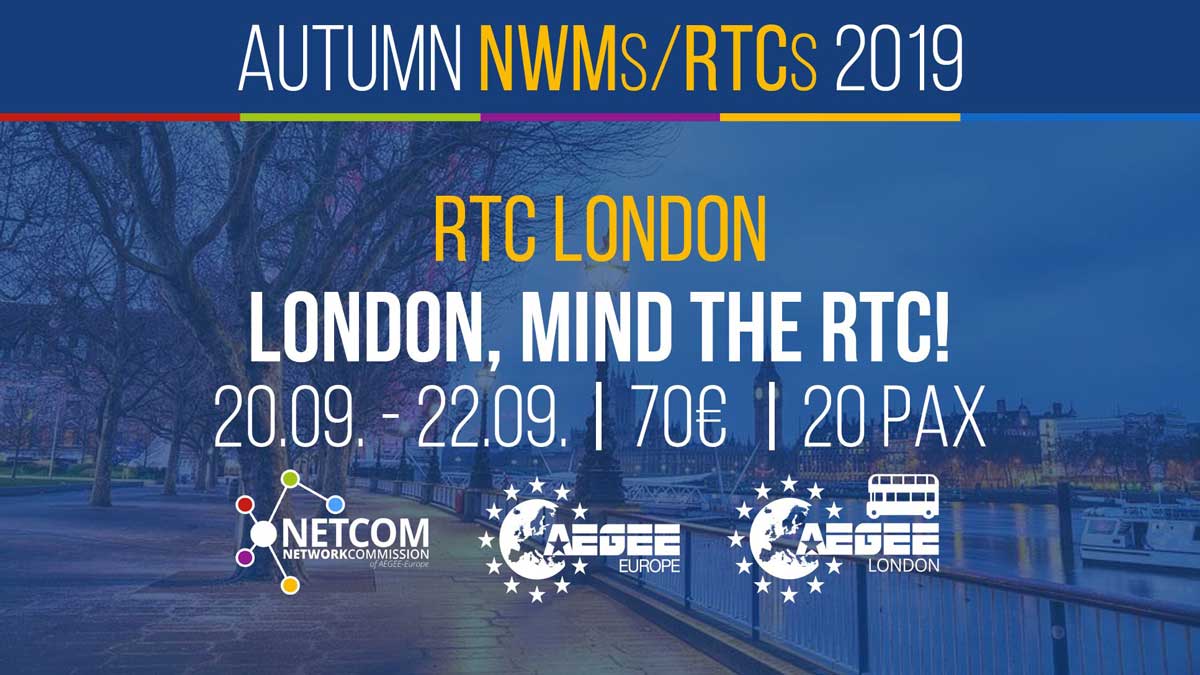 AUTUMN NWMs/RTCs 2019
RTC LONDON
LONDON, MIND THE RTC!
20.09. - 22.09. | 70€ | 20 PAX
NETCOM
NETWORKCOMMISSION
of AEGEE-Europe
AEGEE
EUROPE
AEGEE
LONDON